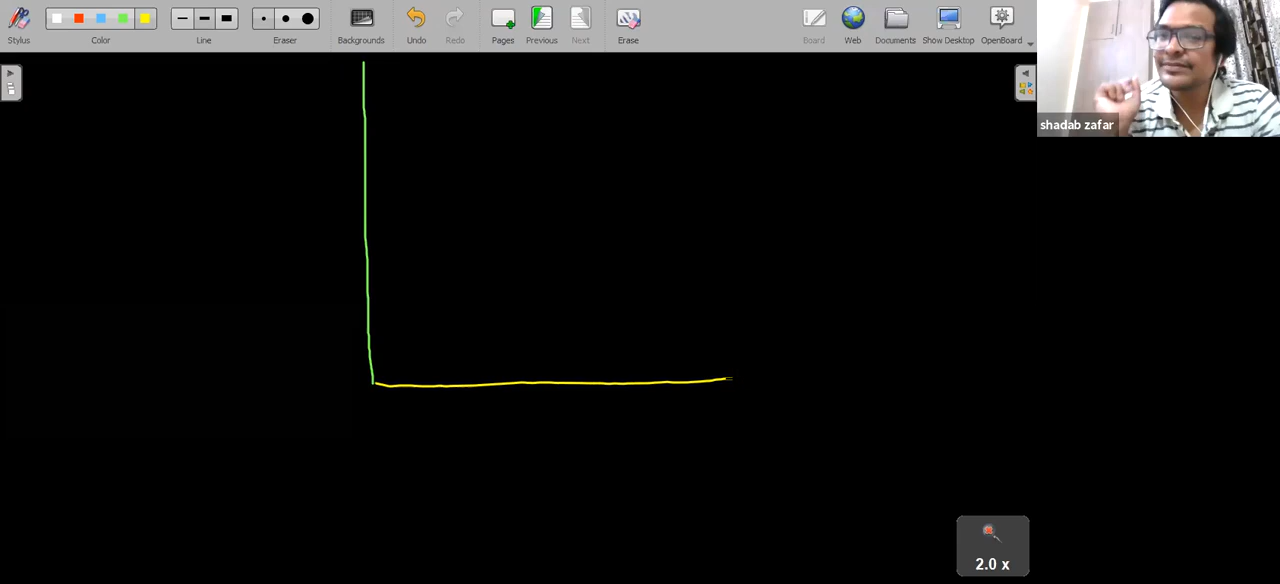 Stylus
Color
Line
Eraser
Backgrounds
Undo
Redo
Pages
Previous
Next
Erase
Board
Web
Documents
Show Desktop
OpenBoard
shadab zafar
2.0 x